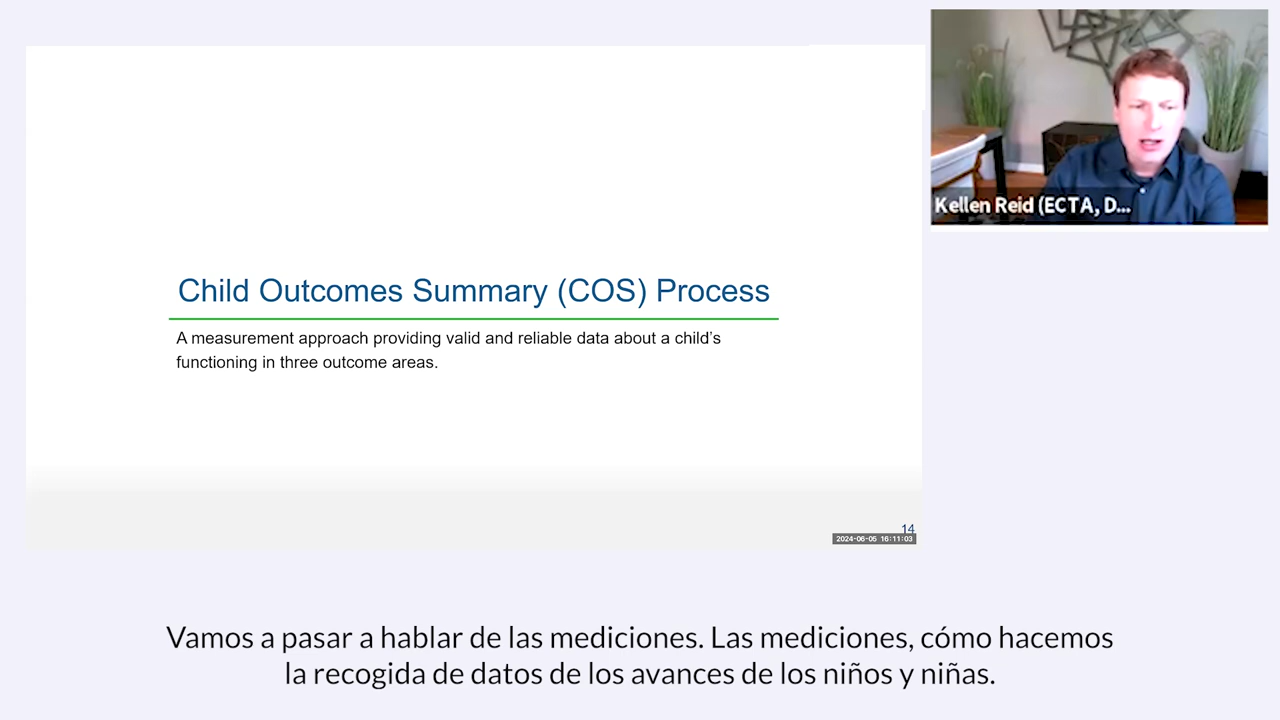 Kellen Reid (ECTA, D...
Child Outcomes Summary (COS) Process
A measurement approach providing valid and reliable data about a child's
functioning in three outcome areas.
14
2024-06-05 16:11:03
Vamos a pasar a hablar de las mediciones. Las mediciones, cómo hacemos
la recogida de datos de los avances de los niños y niñas.